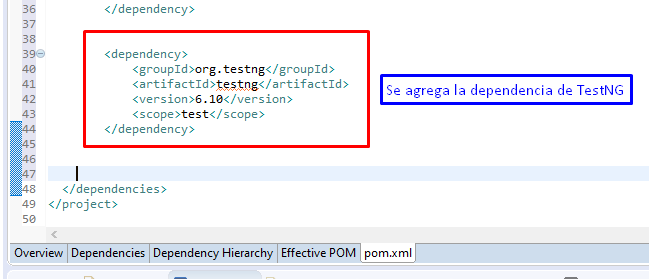 36 </dependency>
37
38
39 <dependency>
40 <groupId>org.testng</groupId>
41 <artifactId>testng</artifactId>
42 <version>6.10</version>
43 <scope>test</scope>
44 </dependency>
45
46
47
48 </dependencies>
49 </project>
50
Se agrega la dependencia de TestNG
Overview Dependencies Dependency Hierarchy Effective POM pom.xml